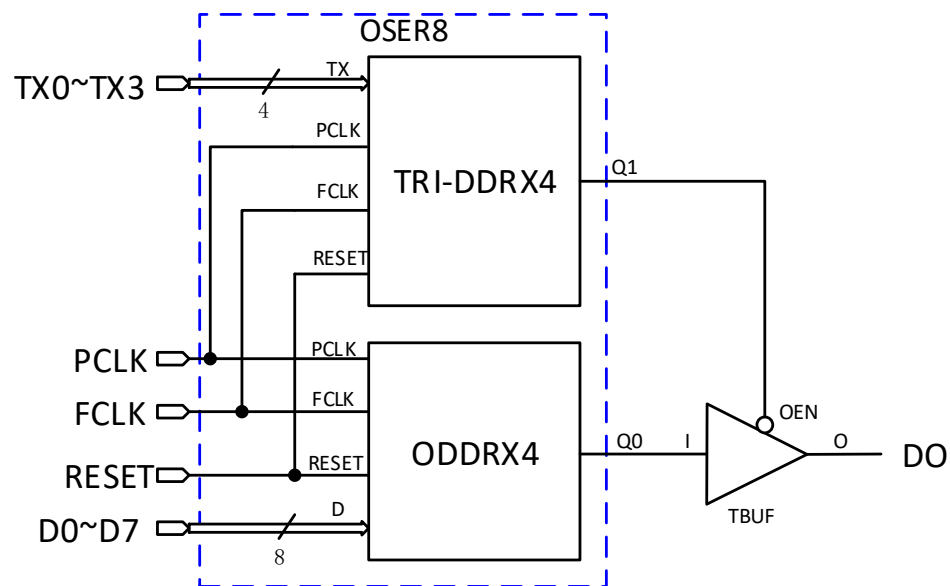 OSER8
TX0~TX3
TX
4
PCLK
FCLK
RESET
TRI-DDRX4
Q1
PCLK
PCLK
FCLK
FCLK
RESET
RESET
D0~D7
D
8
ODDRX4
Q0
I
OEN
O
DO
TBUF